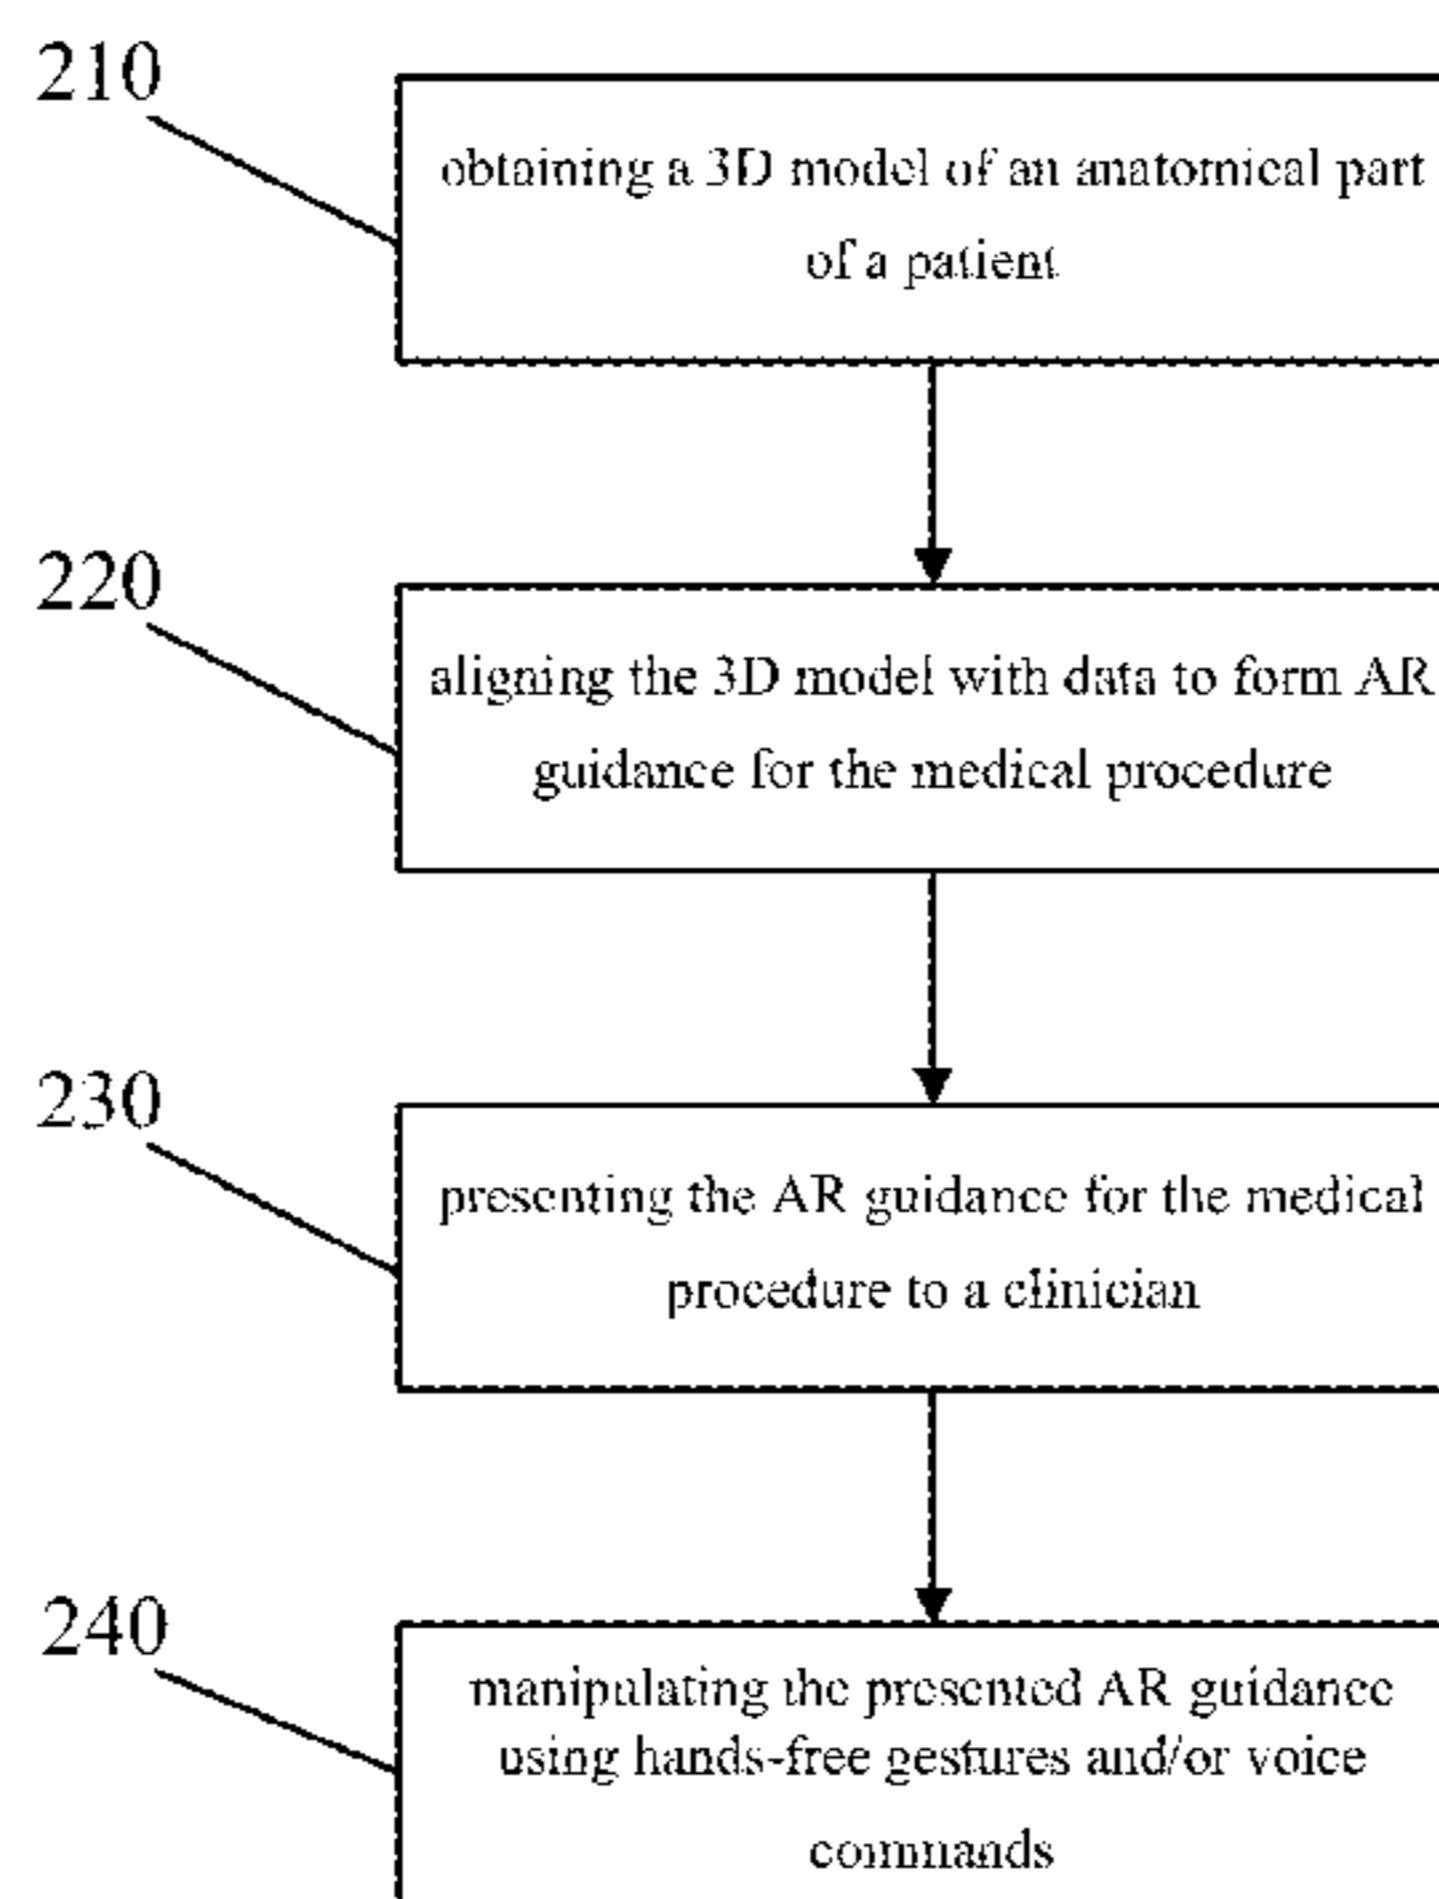 210
obtaining a 3D model of an anatomical part
of a patient
220
aligning the 3D model with data to form AR
guidance for the medical procedure
230
presenting the AR guidance for the medical
procedure to a clinician
240
manipulating the presented AR guidance
using hands-free gestures and/or voice
commands